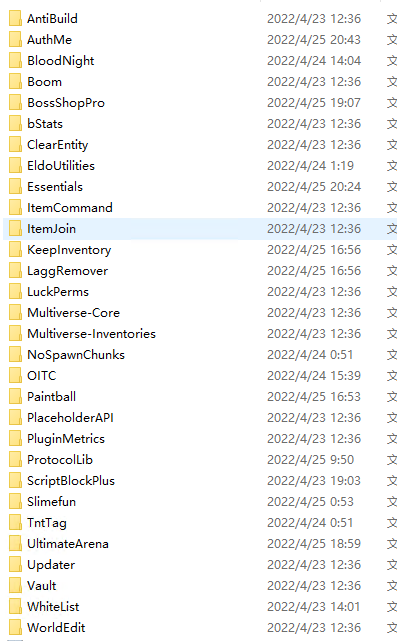 AntiBuild 2022/4/23 12:36 文
AuthMe 2022/4/25 20:43 文
BloodNight 2022/4/24 14:04 文
Boom 2022/4/23 12:36 文
BossShopPro 2022/4/25 19:07 文
bStats 2022/4/23 12:36 文
ClearEntity 2022/4/23 12:36 文
EldoUtilities 2022/4/24 1:19 文
Essentials 2022/4/25 20:24 文
ItemCommand 2022/4/23 12:36 文
ItemJoin 2022/4/23 12:36 文
KeepInventory 2022/4/25 16:56 文
LaggRemover 2022/4/25 16:56 文
LuckPerms 2022/4/23 12:36 文
Multiverse-Core 2022/4/23 12:36 文
Multiverse-Inventories 2022/4/23 12:36 文
NoSpawnChunks 2022/4/24 0:51 文
OITC 2022/4/24 15:39 文
Paintball 2022/4/25 16:53 文
PlaceholderAPI 2022/4/23 12:36 文
PluginMetrics 2022/4/23 12:36 文
ProtocolLib 2022/4/25 9:50 文
ScriptBlockPlus 2022/4/23 19:03 文
Slimefun 2022/4/25 0:53 文
TntTag 2022/4/24 0:51 文
UltimateArena 2022/4/25 18:59 文
Updater 2022/4/23 12:36 文
Vault 2022/4/23 12:36 文
WhiteList 2022/4/23 14:01 文
WorldEdit 2022/4/23 12:36 文